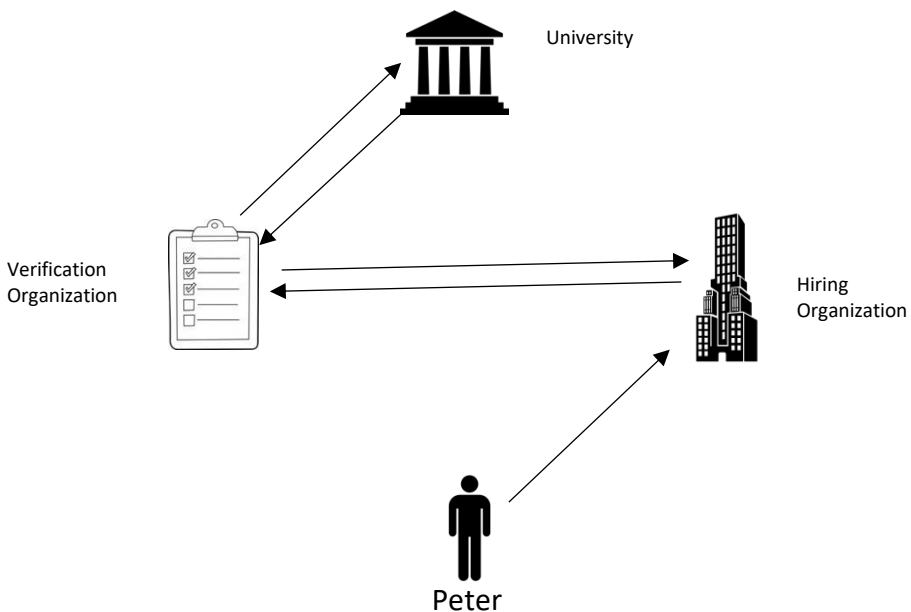 University
Verification
Organization
Hiring
Organization
Peter